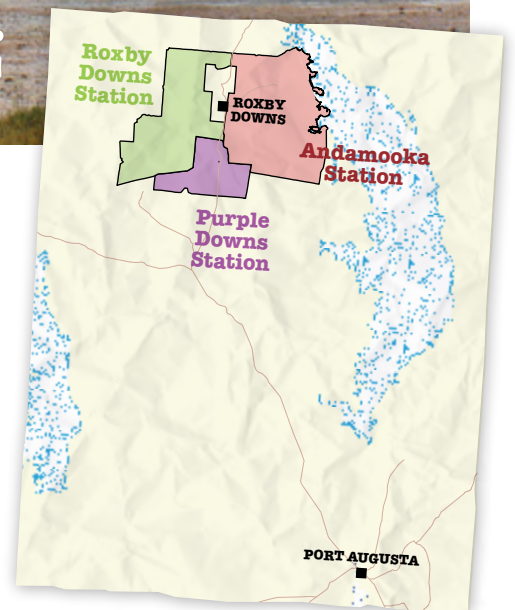 Roxby
Downs
Station
ROXBY
DOWNS
Andamooka
Station
Purple
Downs
Station
PORT AUGUSTA